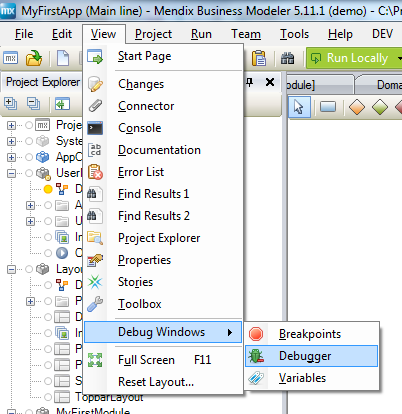 MyFirstApp (Main line) - Mendix Business Modeler 5.11.1 (demo) - C:\Pr
File Edit View Project Run Team Tools Help DEV
Run Locally
Project Explorer
Start Page
Changes
Connector
Console
Documentation
Error List
Find Results 1
Find Results 2
Project Explorer
Properties
Stories
Toolbox
Debug Windows
Full Screen F11
Reset Layout...
Breakpoints
Debugger
Variables
odule]
Doma
Proje
Syste
AppC
UserI
D
A
U
In
O
Layou
D
P
D
In
P
P
S
TopbarLayout
MyFirstModule